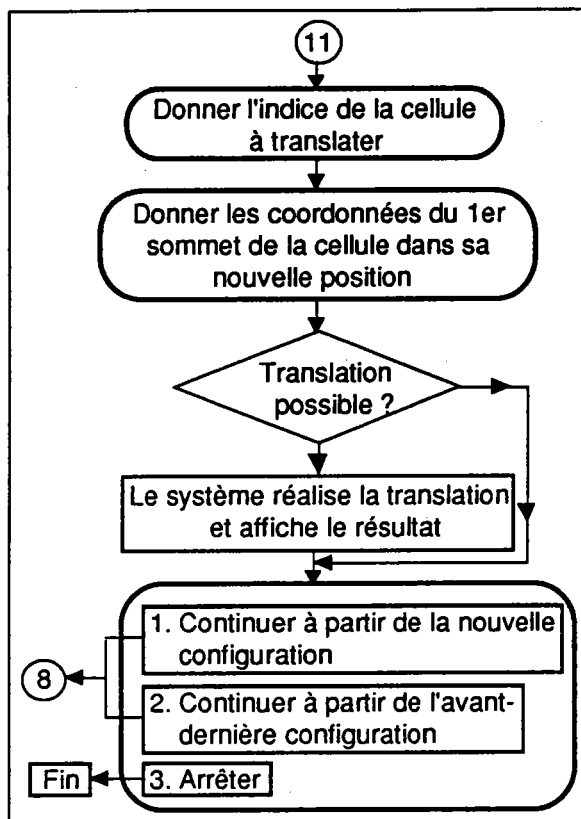 11
Donner l'indice de la cellule
à translater
Donner les coordonnées du 1er
sommet de la cellule dans sa
nouvelle position
Translation
possible ?
Le système réalise la translation
et affiche le résultat
1. Continuer à partir de la nouvelle
configuration
8
2. Continuer à partir de l'avant-
dernière configuration
Fin
3. Arrêter